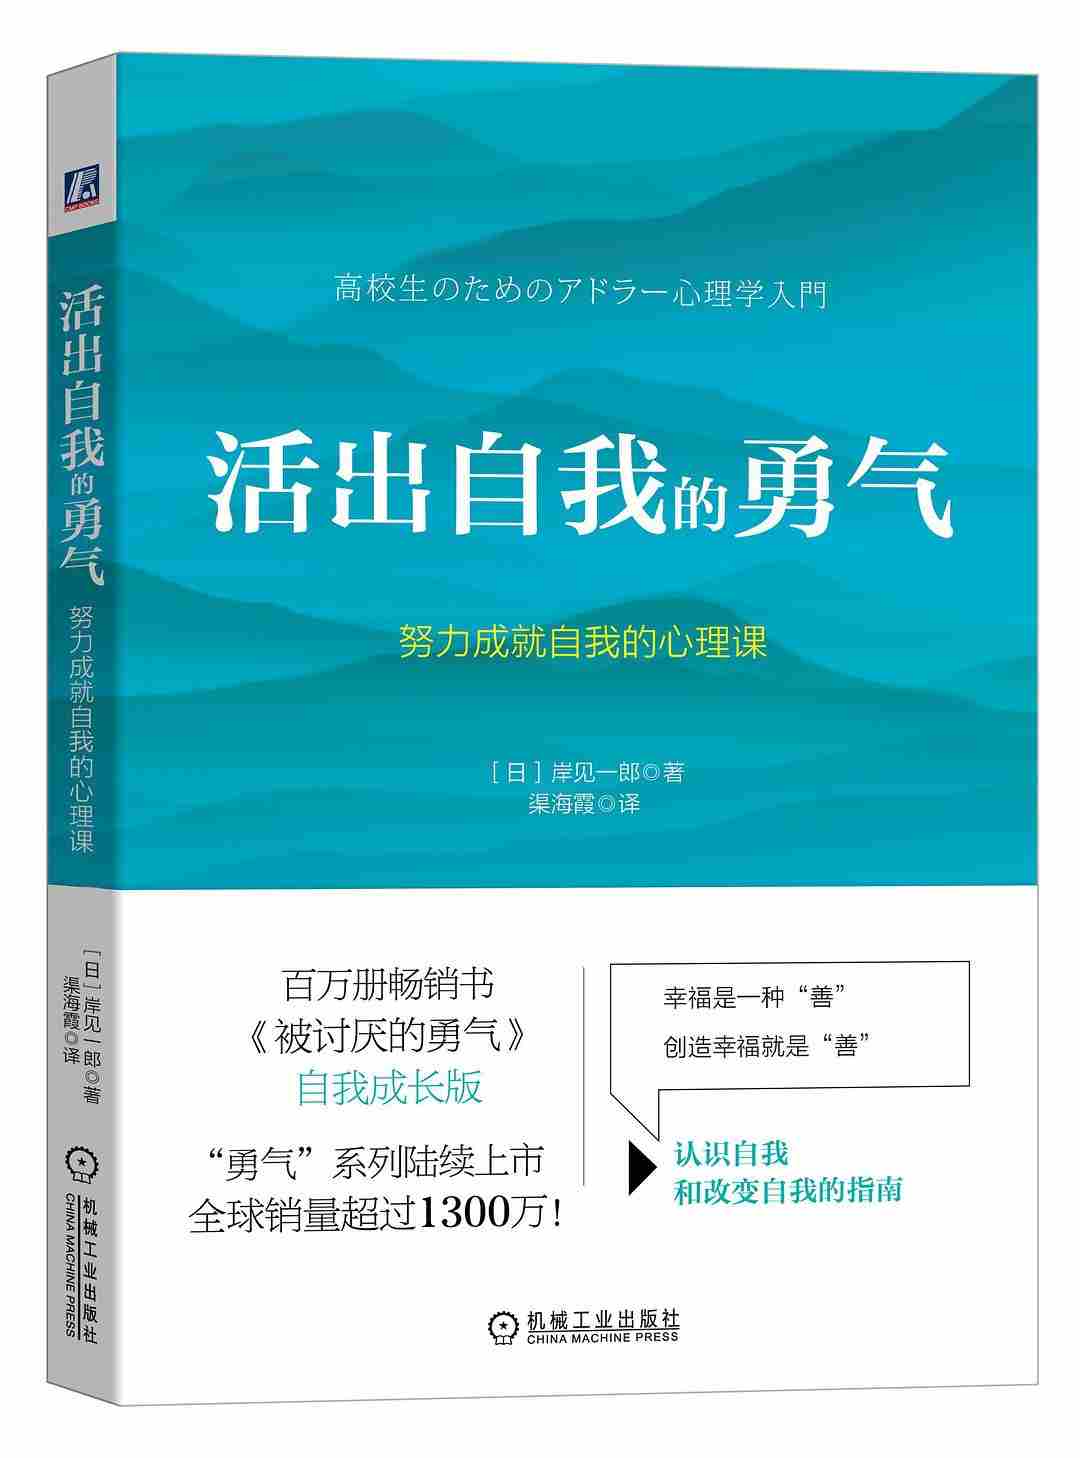 高校生のためのアドラー心理学入門
活出自我的勇气
努力成就自我的心理课
［日］岸见一郎◎著
渠海霞◎译
百万册畅销书
《被讨厌的勇气》
自我成长版
“勇气”系列陆续上市
全球销量超过1300万！
幸福是一种“善”
创造幸福就是“善”
认识自我
和改变自我的指南
机械工业出版社
CHINA MACHINE PRESS
CMP BOOKS
活出自我的勇气
努力成就自我的心理课
［日］岸见一郎◎著
渠海霞◎译
机械工业出版社
CHINA MACHINE PRESS